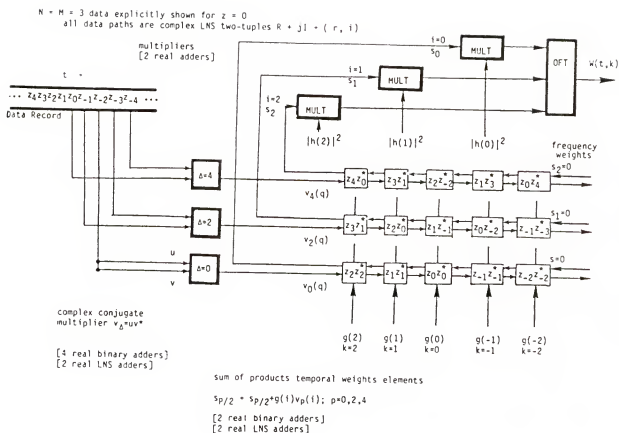 N = M = 3 data explicitly shown for z = 0
all data paths are complex LNS two-tuples R + jI - ( r, i)
multipliers
[2 real adders]
i=0
s0
MULT
i=1
s1
MULT
i=2
s2
MULT
DFT
W(t,k)
t
... z4z3z2z1z0z-1z-2z-3z-4 ...
Data Record
|h(2)|²
|h(1)|²
|h(0)|²
frequency
weights
s2=0
Δ=4
v4(q)
z4z0*
z3z1*
z2z-2*
z1z3*
z0z4*
s1=0
Δ=2
v2(q)
z3z1*
z2z0*
z1z-1*
z0z-2*
z-1z-3*
s=0
u
v
Δ=0
v0(q)
z2z2*
z1z1*
z0z0*
z-1z-1*
z-2z-2*
complex conjugate
multiplier vΔ=uv*
[4 real binary adders]
[2 real LNS adders]
g(2)
k=2
g(1)
k=1
g(0)
k=0
g(-1)
k=-1
g(-2)
k=-2
sum of products temporal weights elements
sp/2 = sp/2+g(i)vp(i); p=0,2,4
[2 real binary adders]
[2 real LNS adders]